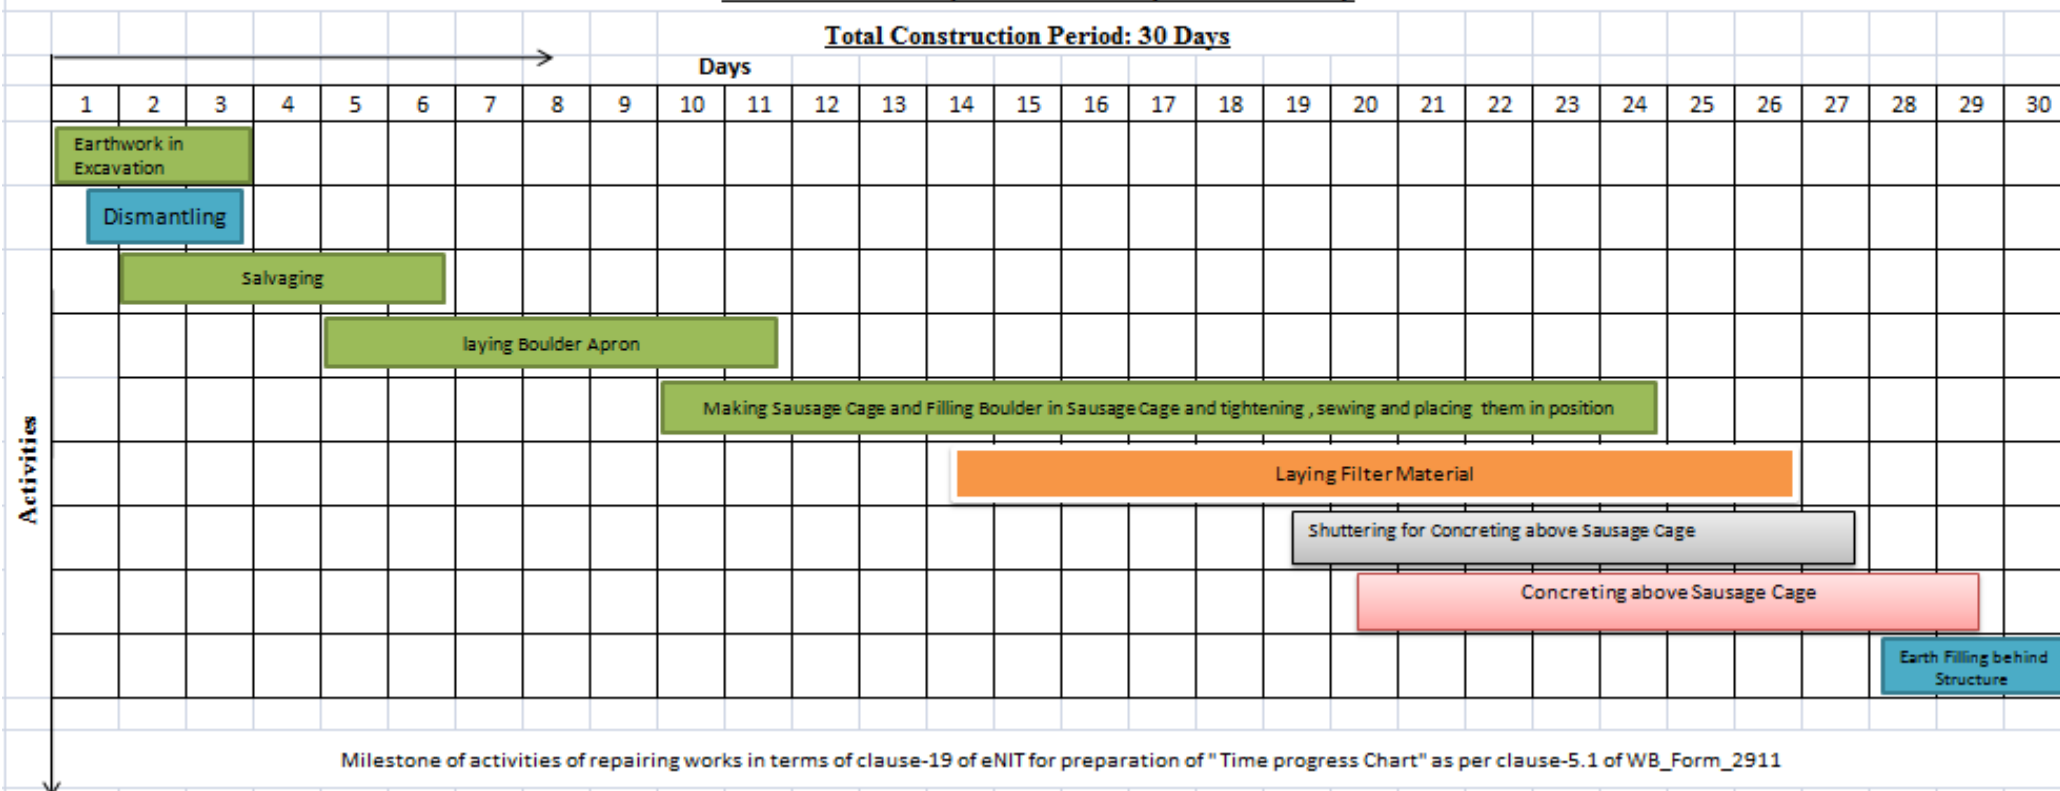 Total Construction Period: 30 Days
Days
1 2 3 4 5 6 7 8 9 10 11 12 13 14 15 16 17 18 19 20 21 22 23 24 25 26 27 28 29 30
Earthwork in
Excavation
Dismantling
Salvaging
laying Boulder Apron
Making Sausage Cage and Filling Boulder in Sausage Cage and tightening , sewing and placing them in position
Laying Filter Material
Shuttering for Concreting above Sausage Cage
Concreting above Sausage Cage
Earth Filling behind
Structure
Activities
Milestone of activities of repairing works in terms of clause-19 of eNIT for preparation of "Time progress Chart" as per clause-5.1 of WB_Form_2911